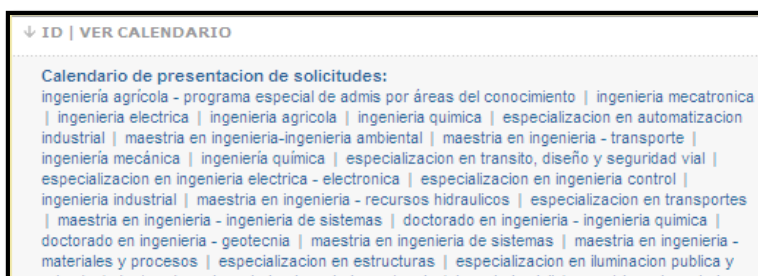 ↓ ID | VER CALENDARIO
Calendario de presentacion de solicitudes:
ingeniería agrícola - programa especial de admis por áreas del conocimiento | ingenieria mecatronica
| ingenieria electrica | ingenieria agricola | ingenieria quimica | especializacion en automatizacion
industrial | maestria en ingenieria-ingenieria ambiental | maestria en ingenieria - transporte |
ingeniería mecánica | ingeniería química | especializacion en transito, diseño y seguridad vial |
especializacion en ingenieria electrica - electronica | especializacion en ingenieria control |
ingenieria industrial | maestria en ingenieria - recursos hidraulicos | especializacion en transportes
| maestria en ingenieria - ingenieria de sistemas | doctorado en ingenieria - ingenieria quimica |
doctorado en ingenieria - geotecnia | maestria en ingenieria de sistemas | maestria en ingenieria -
materiales y procesos | especializacion en estructuras | especializacion en iluminacion publica y